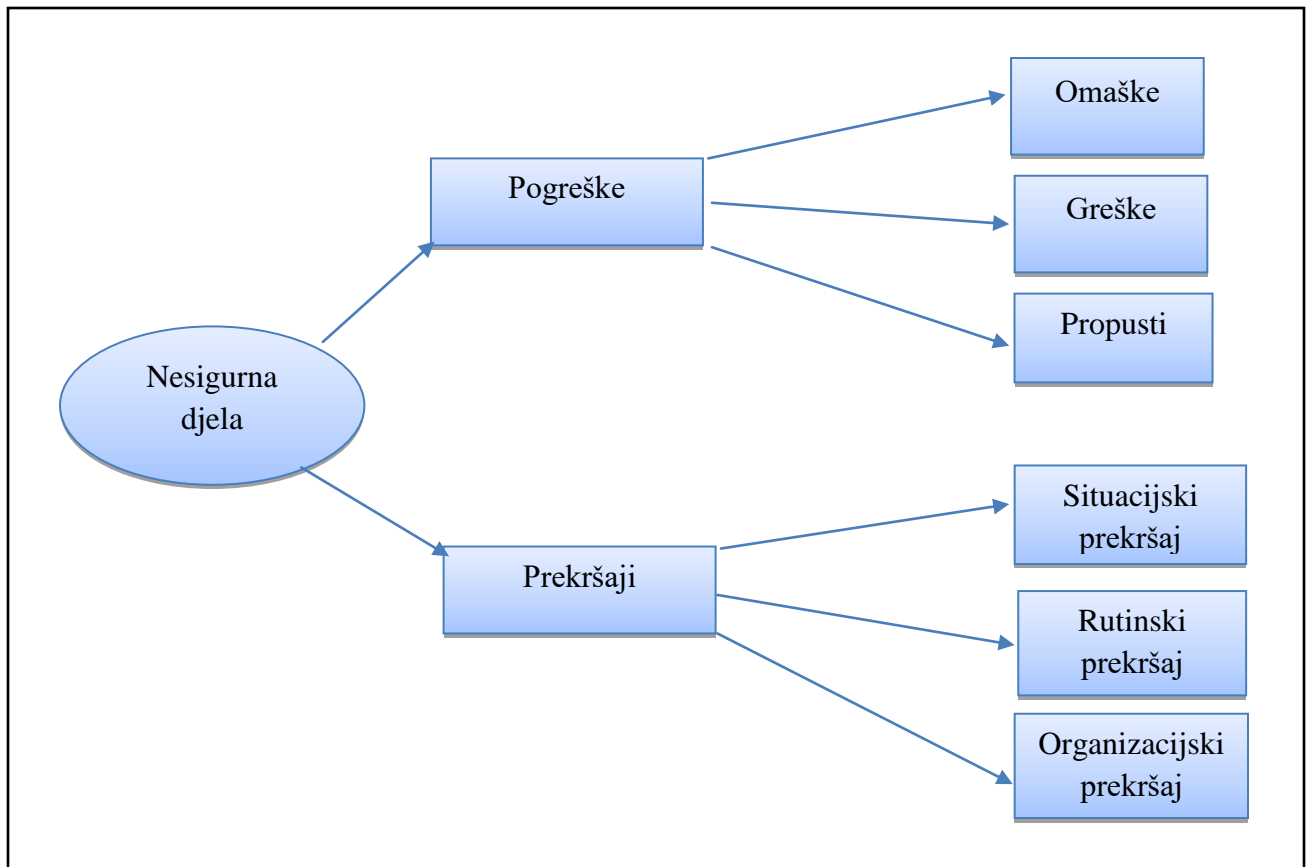 Omaške
Pogreške
Greške
Propusti
Nesigurna
djela
Situacijski
prekršaj
Prekršaji
Rutinski
prekršaj
Organizacijski
prekršaj